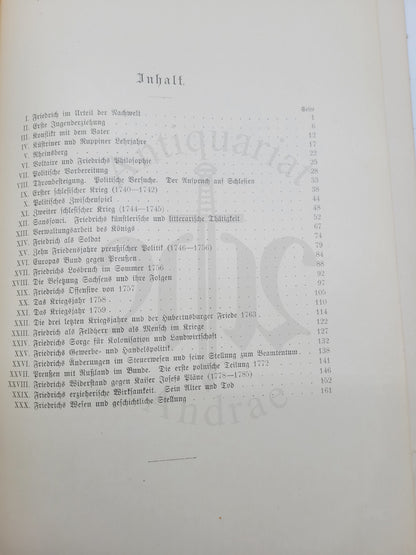 Inhalt.
Seite
I. Friedrich im Urteil der Nachwelt 1
II. Erste Jugenderziehung 6
III. Konflikt mit dem Vater 12
IV. Küstriner und Ruppiner Lehrjahre 17
V. Rheinsberg 22
VI. Voltaire und Friedrichs Philosophie 25
VII. Politische Vorbereitung 28
VIII. Thronbesteigung. Politische Versuche. Der Anspruch auf Schlesien 33
IX. Erster schlesischer Krieg (1740—1742) 38
X. Politisches Zwischenspiel 44
XI. Zweiter schlesischer Krieg (1744—1745) 48
XII. Sanssouci. Friedrichs künstlerische und litterarische Thätigkeit 52
XIII. Verwaltungsarbeit des Königs 67
XIV. Friedrich als Soldat 74
XV. Zehn Friedensjahre preußischer Politik (1746—1756) 79
XVI. Europas Bund gegen Preußen 84
XVII. Friedrichs Losbruch im Sommer 1756 90
XVIII. Die Besetzung Sachsens und ihre Folgen 92
XIX. Friedrichs Offensive von 1757 97
XX. Das Kriegsjahr 1758 105
XXI. Das Kriegsjahr 1759 110
XXII. Die drei letzten Kriegsjahre und der Hubertusburger Friede 1763 114
XXIII. Friedrich als Feldherr und als Mensch im Kriege 122
XXIV. Friedrichs Sorge für Kolonisation und Landwirtschaft 127
XXV. Friedrichs Gewerbe- und Handelspolitik 133
XXVI. Friedrichs Änderungen im Steuerwesen und seine Stellung zum Beamtentum 138
XXVII. Preußen mit Rußland im Bunde. Die erste polnische Teilung 1772 141
XXVIII. Friedrichs Widerstand gegen Kaiser Josefs Pläne (1778—1785) 146
XXIX. Friedrichs erzieherische Wirksamkeit. Sein Alter und Tod 152
XXX. Friedrichs Wesen und geschichtliche Stellung 161
Antiquariat
Andrae